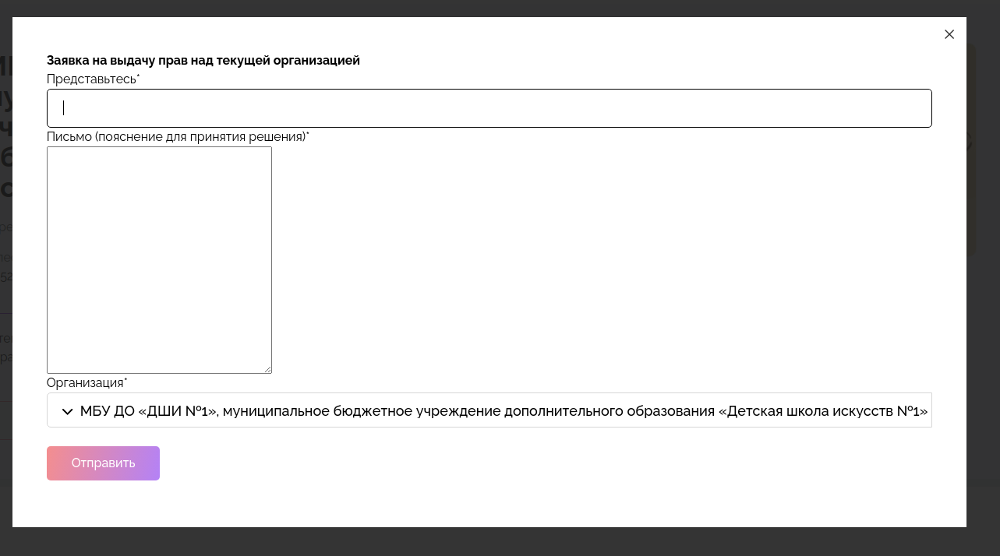 Заявка на выдачу прав над текущей организацией
Представьтесь*
Письмо (пояснение для принятия решения)*
Организация*
МБУ ДО «ДШИ №1», муниципальное бюджетное учреждение дополнительного образования «Детская школа искусств №1»
Отправить